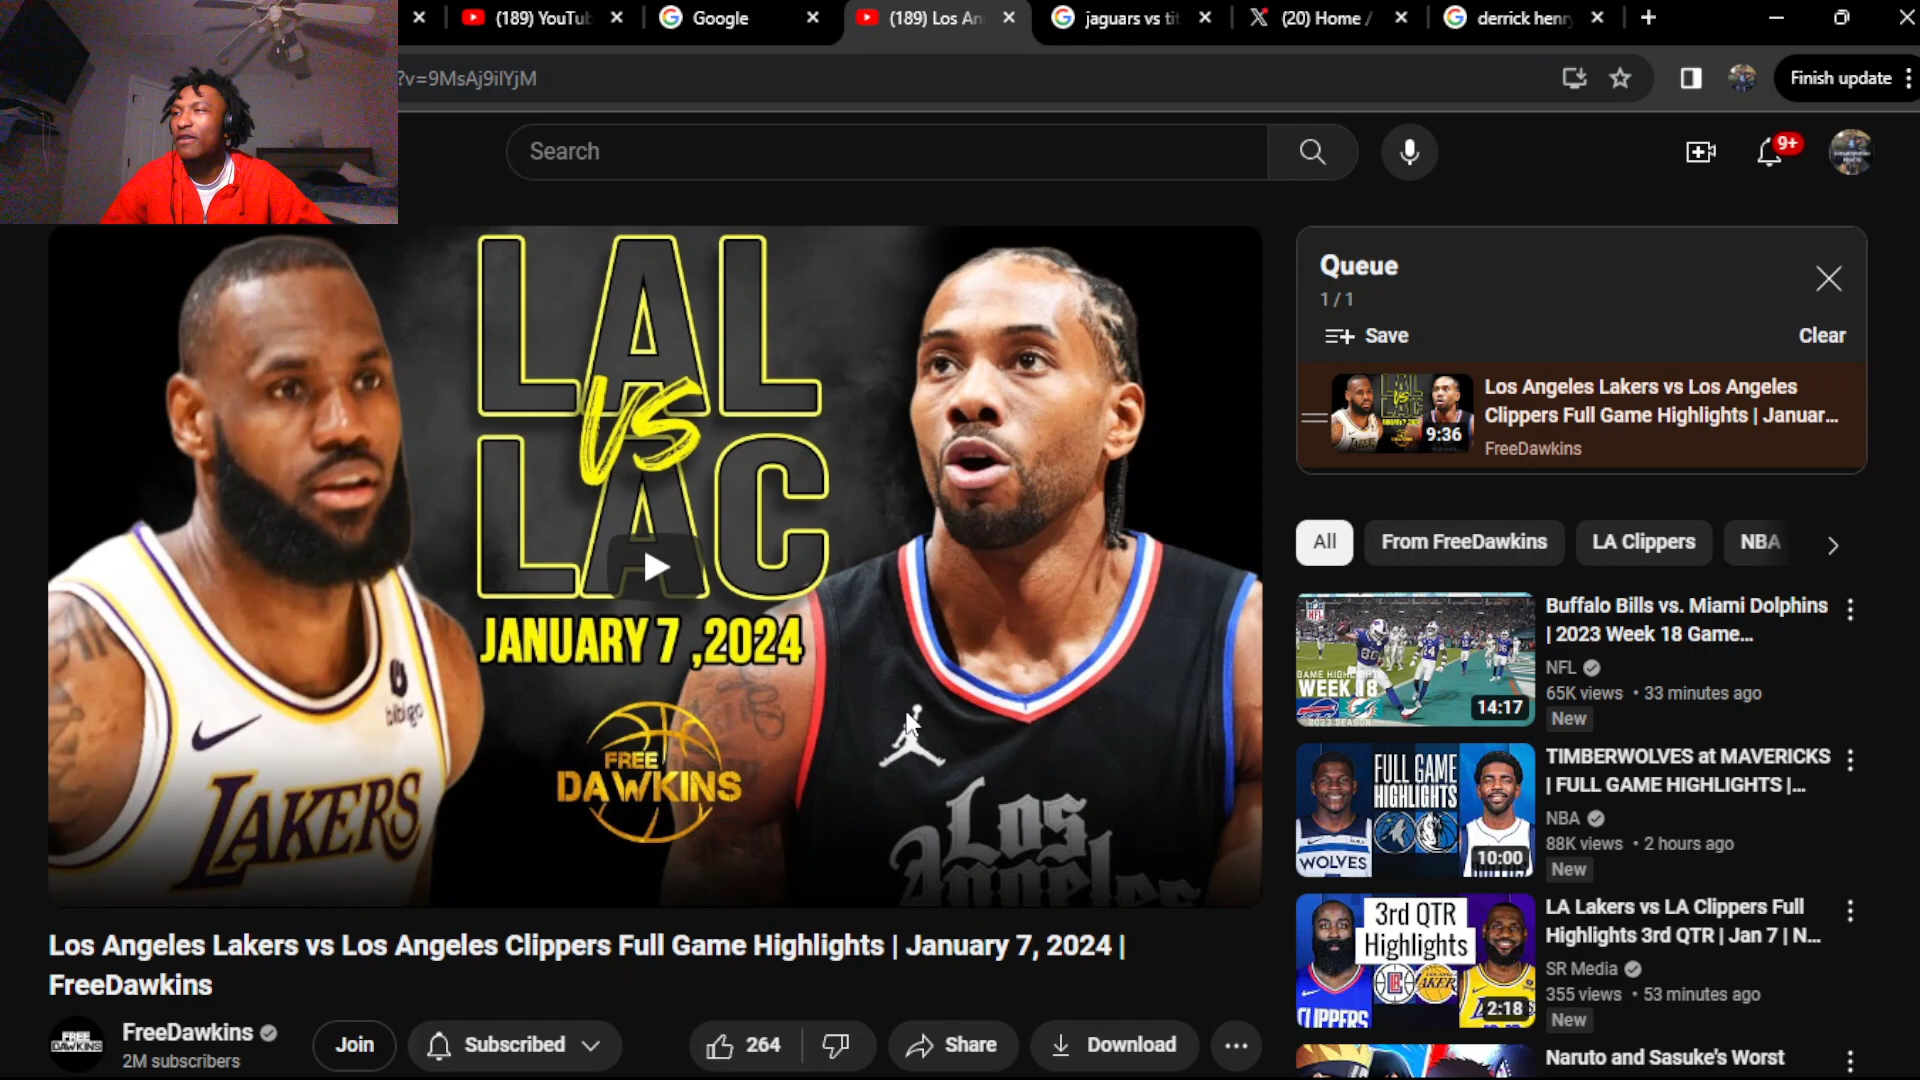 (189) YouTub
Google
(189) Los An
jaguars vs tit
(20) Home /
derrick henry
?v=9MsAj9ilYjM
Finish update
Search
9+
LAL
VS
LAC
JANUARY 7 ,2024
FREE
DAWKINS
bibigo
LAKERS
Los
Angeles
Queue
1 / 1
Save
Clear
9:36
Los Angeles Lakers vs Los Angeles
Clippers Full Game Highlights | Januar...
FreeDawkins
All
From FreeDawkins
LA Clippers
NBA
WEEK 18
14:17
Buffalo Bills vs. Miami Dolphins
| 2023 Week 18 Game...
NFL
65K views • 33 minutes ago
New
FULL GAME
HIGHLIGHTS
WOLVES
10:00
TIMBERWOLVES at MAVERICKS
| FULL GAME HIGHLIGHTS |...
NBA
88K views • 2 hours ago
New
3rd QTR
Highlights
CLIPPERS
2:18
LA Lakers vs LA Clippers Full
Highlights 3rd QTR | Jan 7 | N...
SR Media
355 views • 53 minutes ago
New
Naruto and Sasuke's Worst
Los Angeles Lakers vs Los Angeles Clippers Full Game Highlights | January 7, 2024 |
FreeDawkins
FREE
DAWKINS
FreeDawkins
2M subscribers
Join
Subscribed
264
Share
Download